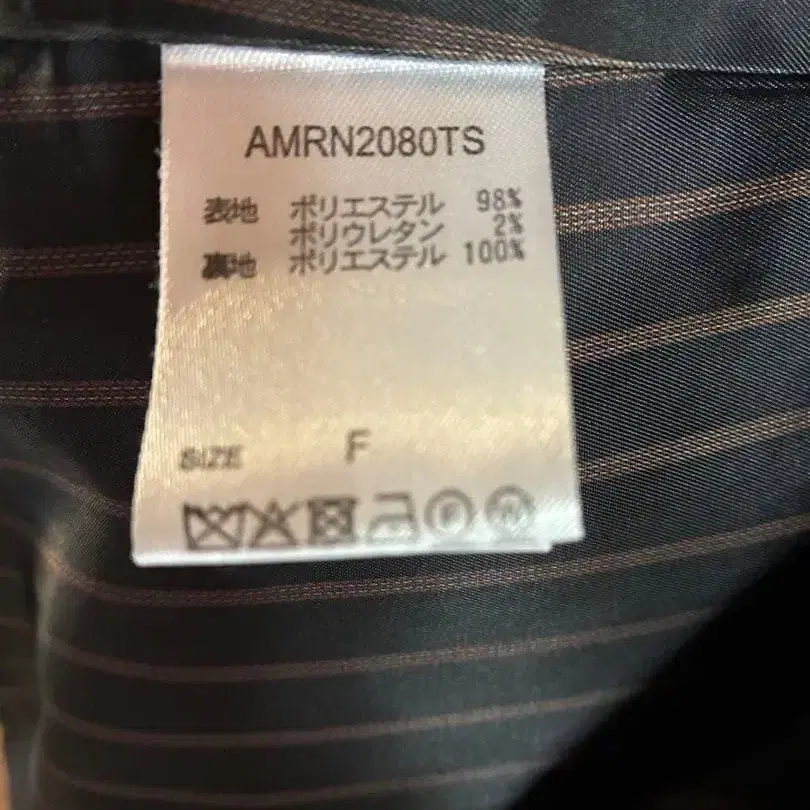 AMRN2080TS
表地 ポリエステル 98%
ポリウレタン 2%
裏地 ポリエステル 100%
SIZE F
F W